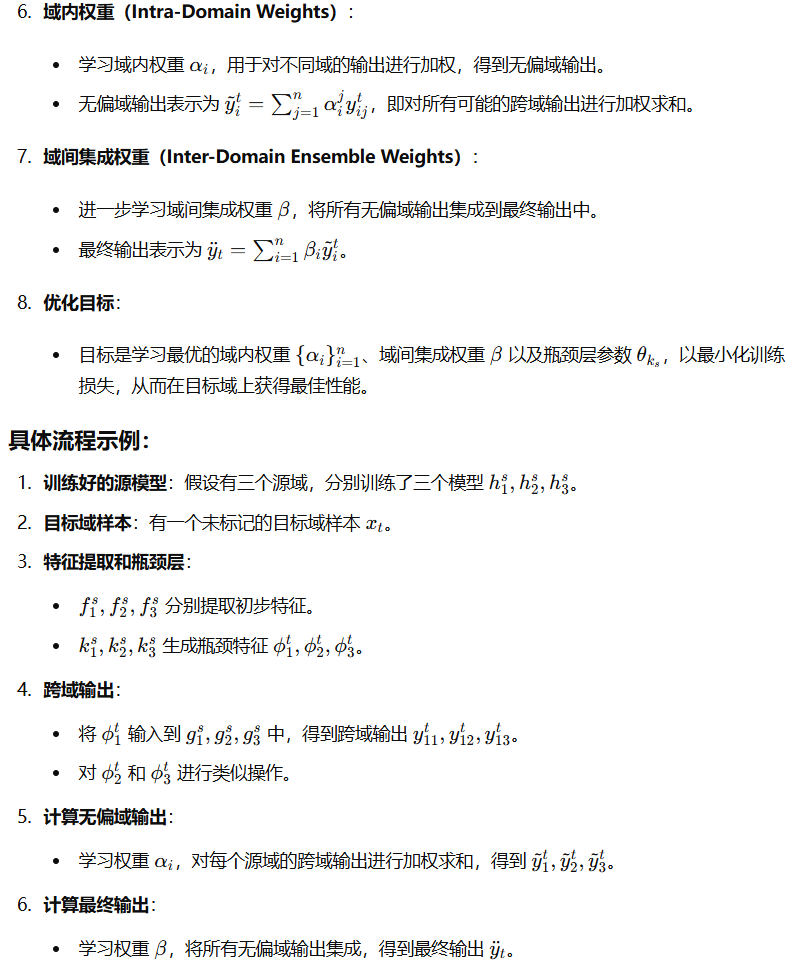 6. 域内权重（Intra-Domain Weights）：
• 学习域内权重 αᵢ，用于对不同域的输出进行加权，得到无偏域输出。
• 无偏域输出表示为 $\tilde{y}_i^t = \sum_{j=1}^{n} \alpha_i^j y_{ij}^t$，即对所有可能的跨域输出进行加权求和。
7. 域间集成权重（Inter-Domain Ensemble Weights）：
• 进一步学习域间集成权重 β，将所有无偏域输出集成到最终输出中。
• 最终输出表示为 $\ddot{y}_t = \sum_{i=1}^{n} \beta_i \tilde{y}_i^t$。
8. 优化目标：
• 目标是学习最优的域内权重 $\{\alpha_i\}_{i=1}^{n}$、域间集成权重 β 以及瓶颈层参数 $\theta_{k_s}$，以最小化训练
损失，从而在目标域上获得最佳性能。
具体流程示例：
1. 训练好的源模型：假设有三个源域，分别训练了三个模型 $h_1^s, h_2^s, h_3^s$。
2. 目标域样本：有一个未标记的目标域样本 $x_t$。
3. 特征提取和瓶颈层：
• $f_1^s, f_2^s, f_3^s$ 分别提取初步特征。
• $k_1^s, k_2^s, k_3^s$ 生成瓶颈特征 $\phi_1^t, \phi_2^t, \phi_3^t$。
4. 跨域输出：
• 将 $\phi_1^t$ 输入到 $g_1^s, g_2^s, g_3^s$ 中，得到跨域输出 $y_{11}^t, y_{12}^t, y_{13}^t$。
• 对 $\phi_2^t$ 和 $\phi_3^t$ 进行类似操作。
5. 计算无偏域输出：
• 学习权重 $\alpha_i$，对每个源域的跨域输出进行加权求和，得到 $\tilde{y}_1^t, \tilde{y}_2^t, \tilde{y}_3^t$。
6. 计算最终输出：
• 学习权重 β，将所有无偏域输出集成，得到最终输出 $\ddot{y}_t$。